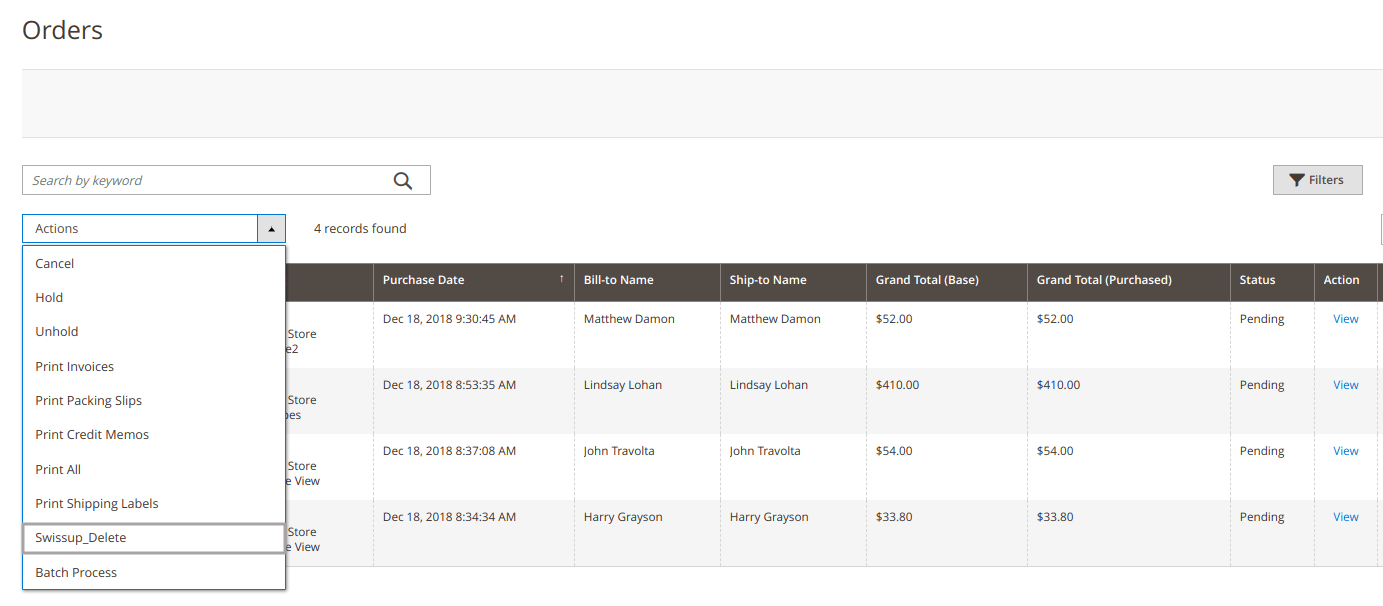 Orders
Search by keyword
Filters
Actions
4 records found
Cancel
Hold
Unhold
Print Invoices
Print Packing Slips
Print Credit Memos
Print All
Print Shipping Labels
Swissup_Delete
Batch Process
Purchase Date ↑ Bill-to Name Ship-to Name Grand Total (Base) Grand Total (Purchased) Status Action
Dec 18, 2018 9:30:45 AM Matthew Damon Matthew Damon $52.00 $52.00 Pending View
Store
e2
Dec 18, 2018 8:53:35 AM Lindsay Lohan Lindsay Lohan $410.00 $410.00 Pending View
Store
Dec 18, 2018 8:37:08 AM John Travolta John Travolta $54.00 $54.00 Pending View
Store
e View
Dec 18, 2018 8:34:34 AM Harry Grayson Harry Grayson $33.80 $33.80 Pending View
Store
e View